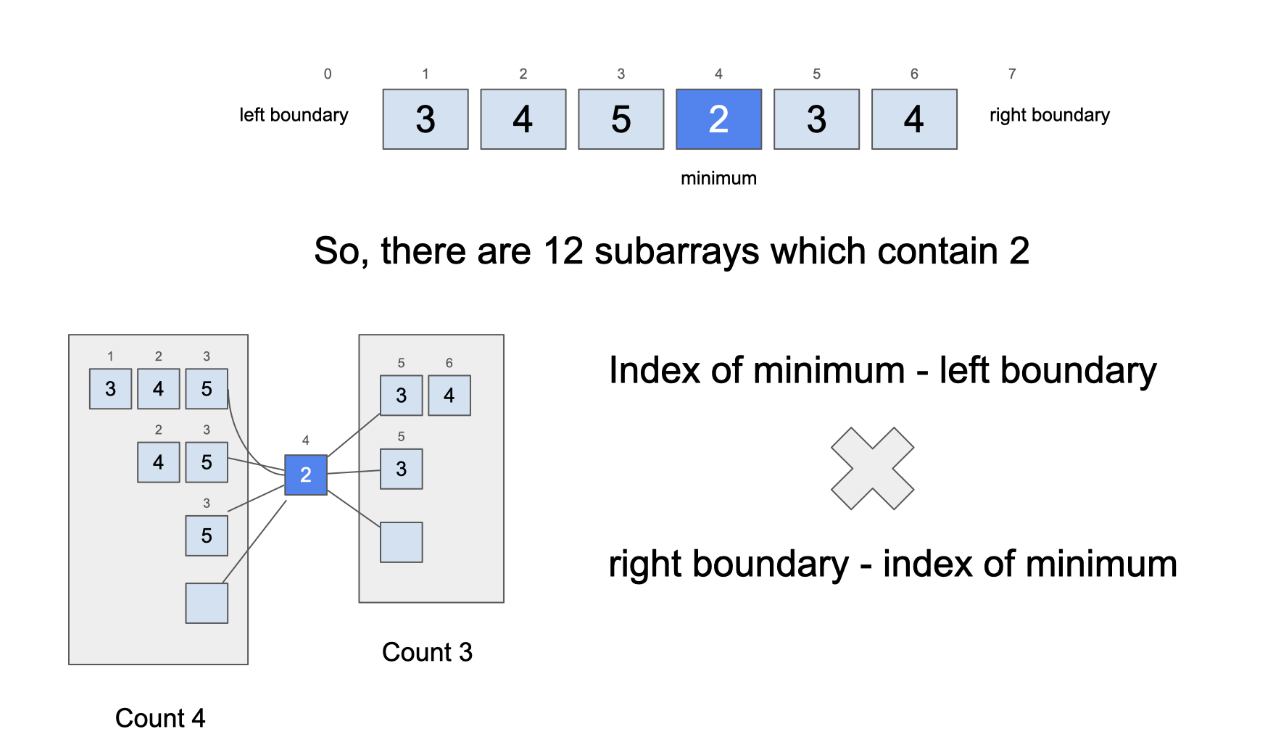 0 1 2 3 4 5 6 7
left boundary 3 4 5 2 3 4 right boundary
minimum
So, there are 12 subarrays which contain 2
1 2 3
3 4 5
2 3
4 5
3
5
4
2
5 6
3 4
5
3
Count 4
Count 3
Index of minimum - left boundary
right boundary - index of minimum